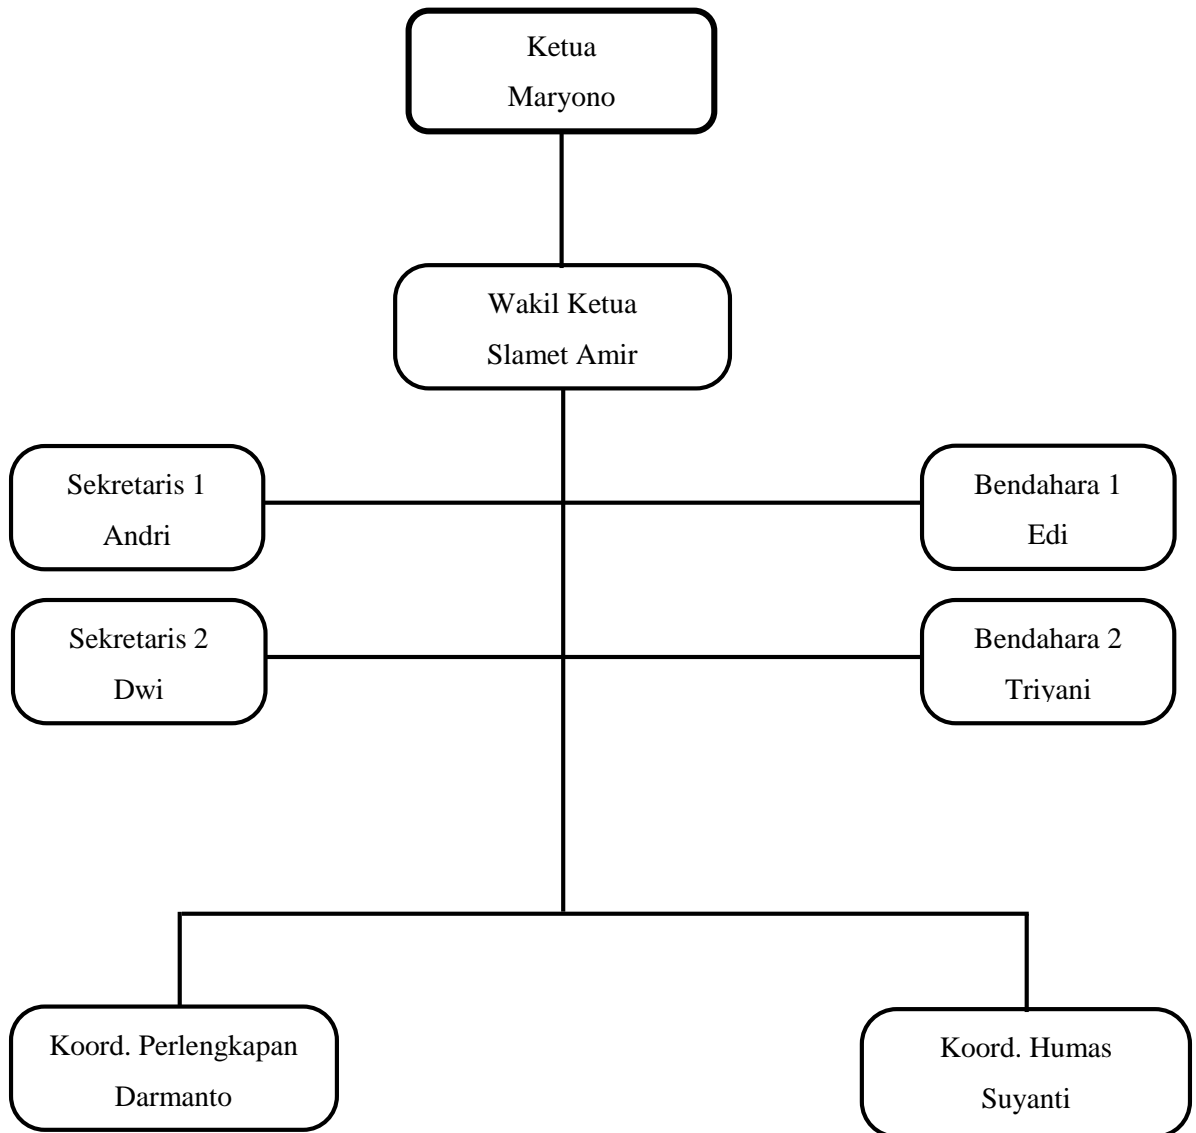 Ketua
Maryono
Wakil Ketua
Slamet Amir
Sekretaris 1
Andri
Bendahara 1
Edi
Sekretaris 2
Dwi
Bendahara 2
Triyani
Koord. Perlengkapan
Darmanto
Koord. Humas
Suyanti